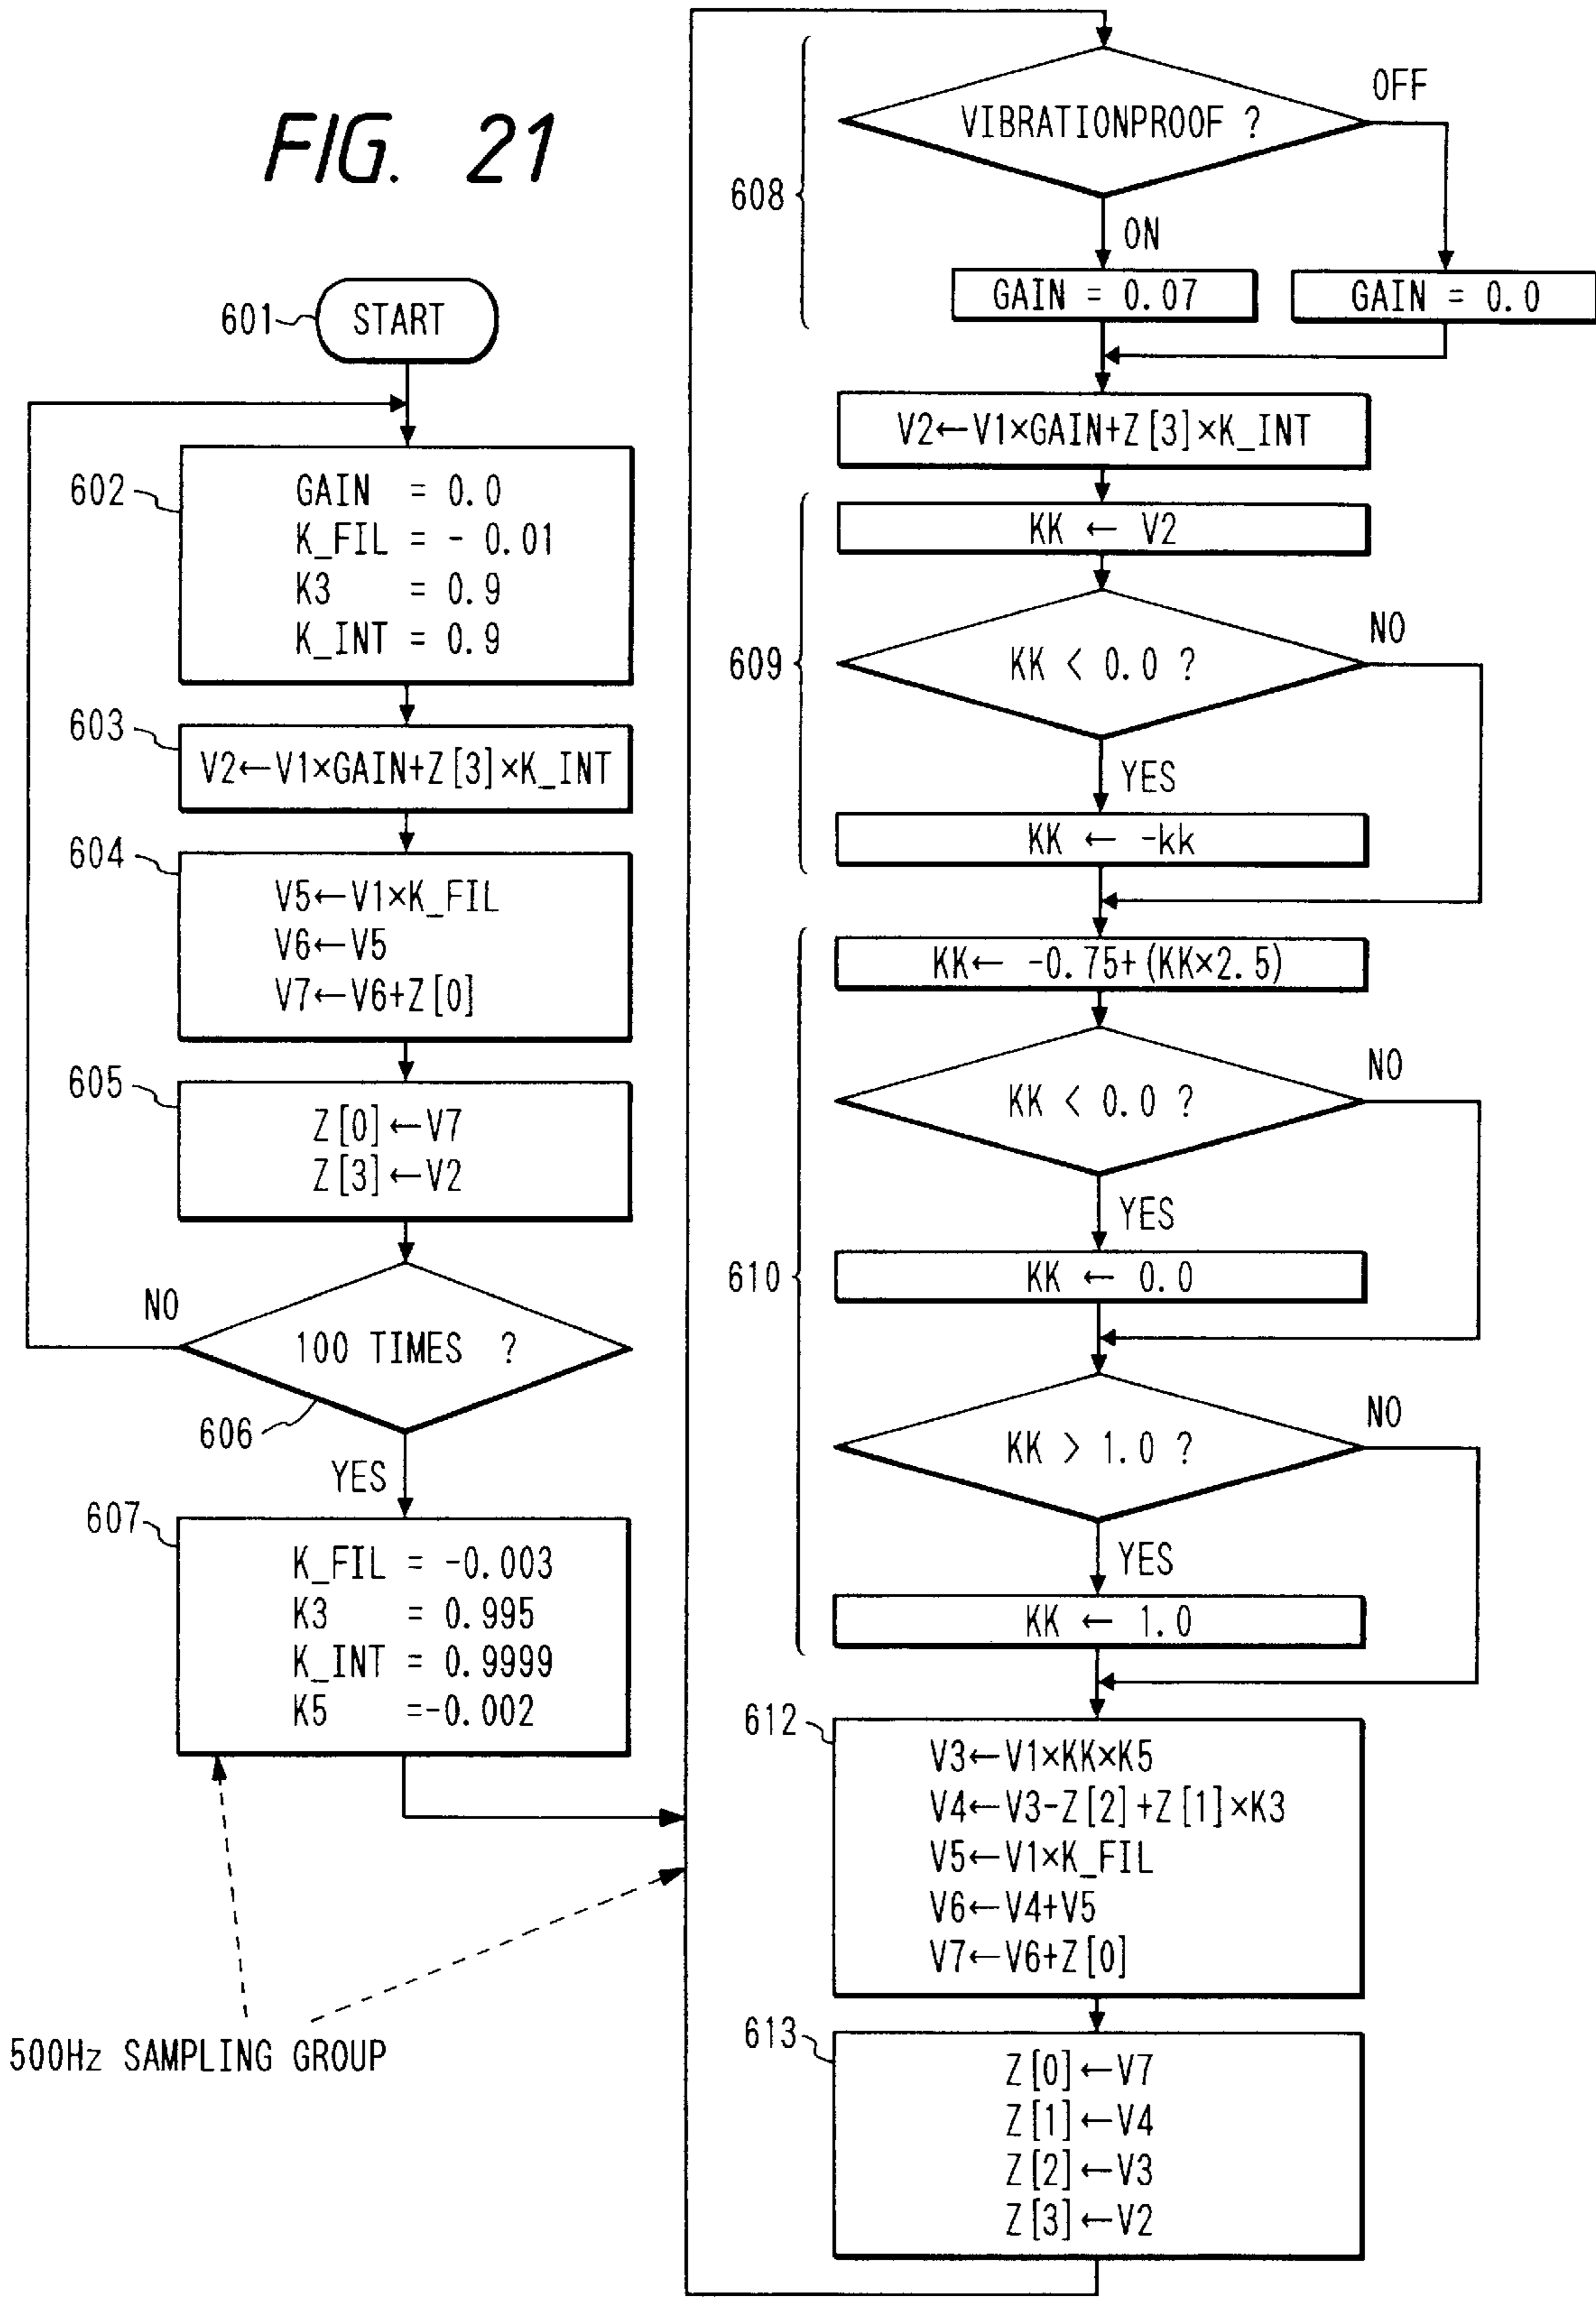 FIG. 21
601
START
602
GAIN = 0.0
K_FIL = - 0.01
K3 = 0.9
K_INT = 0.9
603
V2←V1×GAIN+Z[3]×K_INT
604
V5←V1×K_FIL
V6←V5
V7←V6+Z[0]
605
Z[0]←V7
Z[3]←V2
NO
100 TIMES ?
606
YES
607
K_FIL = -0.003
K3 = 0.995
K_INT = 0.9999
K5 =-0.002
500Hz SAMPLING GROUP
608
VIBRATIONPROOF ?
OFF
ON
GAIN = 0.07
GAIN = 0.0
V2←V1×GAIN+Z[3]×K_INT
609
KK ← V2
KK < 0.0 ?
NO
YES
KK ← -kk
610
KK← -0.75+(KK×2.5)
KK < 0.0 ?
NO
YES
KK ← 0.0
KK > 1.0 ?
NO
YES
KK ← 1.0
612
V3←V1×KK×K5
V4←V3-Z[2]+Z[1]×K3
V5←V1×K_FIL
V6←V4+V5
V7←V6+Z[0]
613
Z[0]←V7
Z[1]←V4
Z[2]←V3
Z[3]←V2